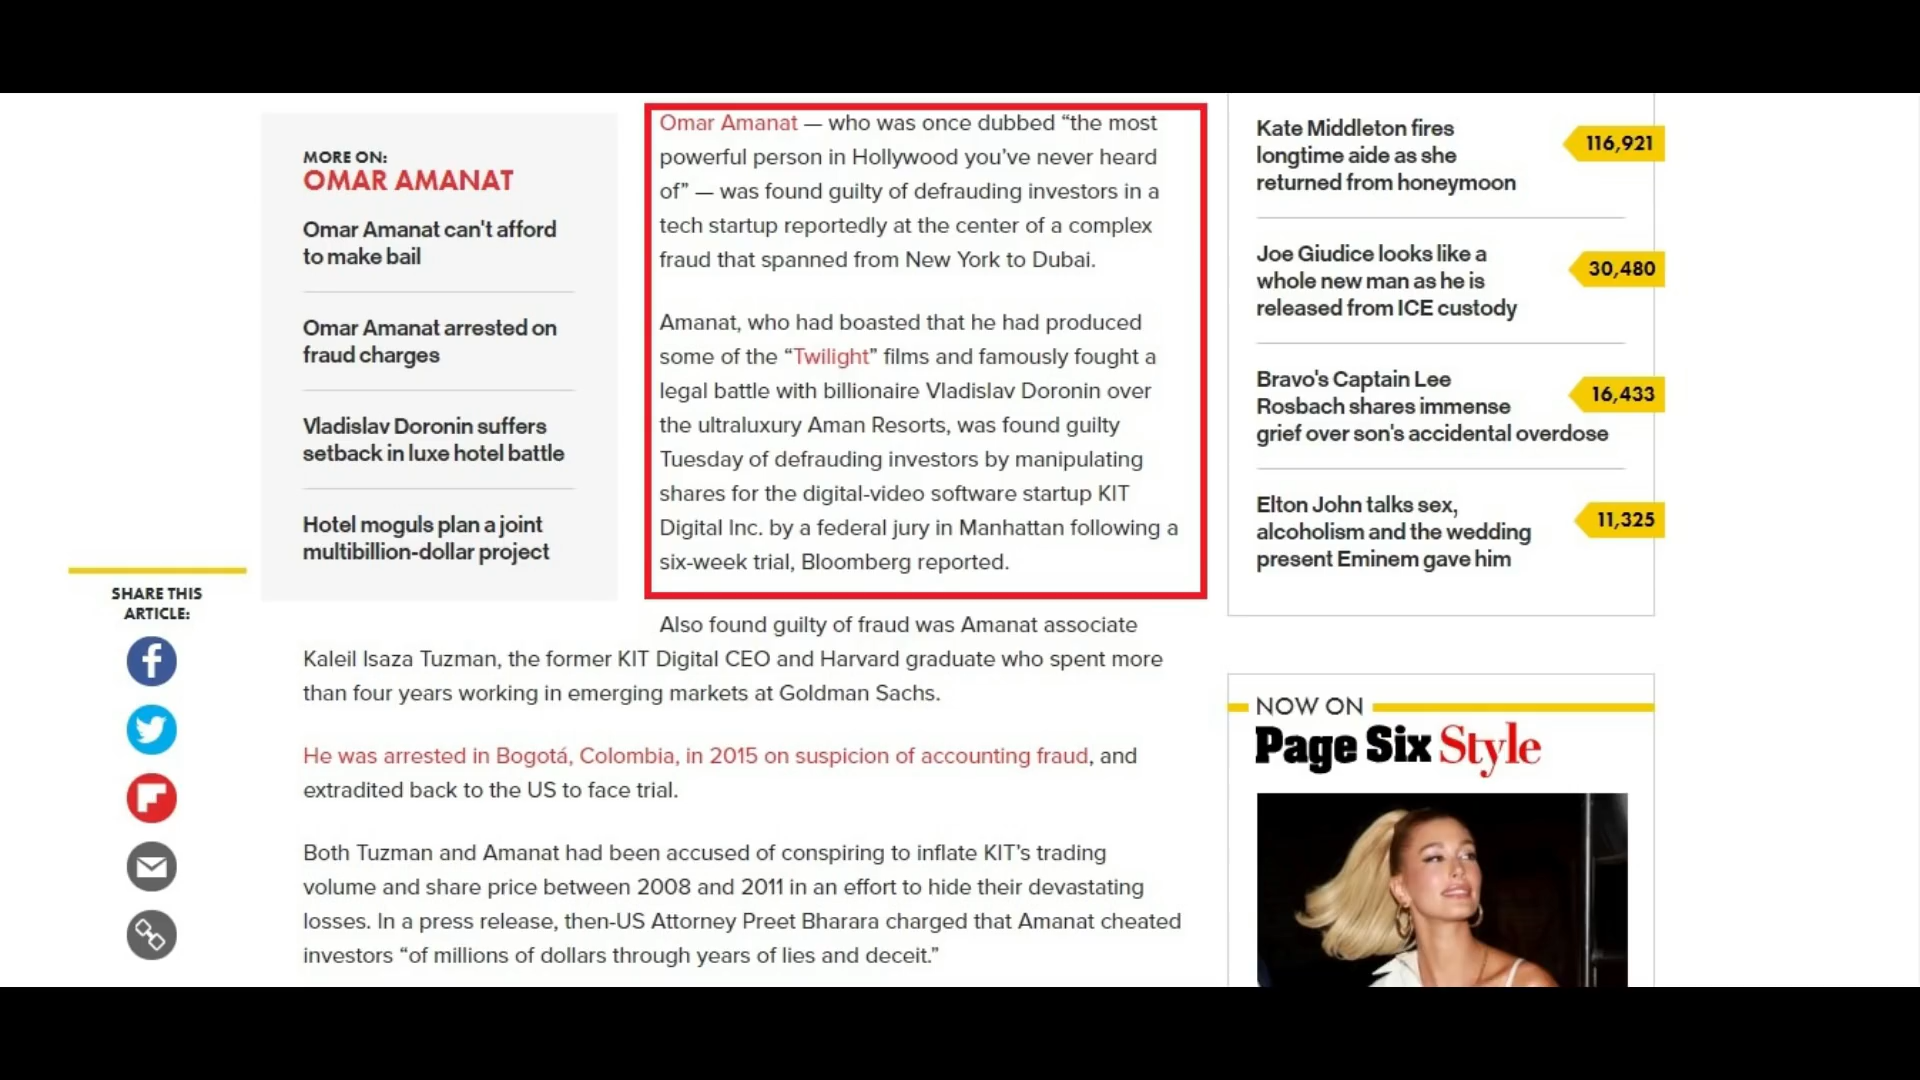 MORE ON:
OMAR AMANAT
Omar Amanat can't afford
to make bail
Omar Amanat arrested on
fraud charges
Vladislav Doronin suffers
setback in luxe hotel battle
Hotel moguls plan a joint
multibillion-dollar project
SHARE THIS
ARTICLE:
Omar Amanat — who was once dubbed “the most
powerful person in Hollywood you’ve never heard
of” — was found guilty of defrauding investors in a
tech startup reportedly at the center of a complex
fraud that spanned from New York to Dubai.
Amanat, who had boasted that he had produced
some of the “Twilight” films and famously fought a
legal battle with billionaire Vladislav Doronin over
the ultraluxury Aman Resorts, was found guilty
Tuesday of defrauding investors by manipulating
shares for the digital-video software startup KIT
Digital Inc. by a federal jury in Manhattan following a
six-week trial, Bloomberg reported.
Also found guilty of fraud was Amanat associate
Kaleil Isaza Tuzman, the former KIT Digital CEO and Harvard graduate who spent more
than four years working in emerging markets at Goldman Sachs.
He was arrested in Bogotá, Colombia, in 2015 on suspicion of accounting fraud, and
extradited back to the US to face trial.
Both Tuzman and Amanat had been accused of conspiring to inflate KIT’s trading
volume and share price between 2008 and 2011 in an effort to hide their devastating
losses. In a press release, then-US Attorney Preet Bharara charged that Amanat cheated
investors “of millions of dollars through years of lies and deceit.”
Kate Middleton fires
longtime aide as she
returned from honeymoon
116,921
Joe Giudice looks like a
whole new man as he is
released from ICE custody
30,480
Bravo's Captain Lee
Rosbach shares immense
grief over son's accidental overdose
16,433
Elton John talks sex,
alcoholism and the wedding
present Eminem gave him
11,325
NOW ON
Page Six Style